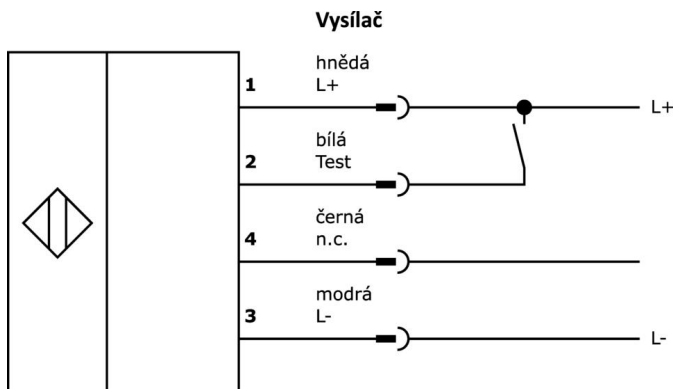 Vysílač
hnědá
1 L+ L+
bílá
2 Test
černá
4 n.c.
modrá
3 L- L-